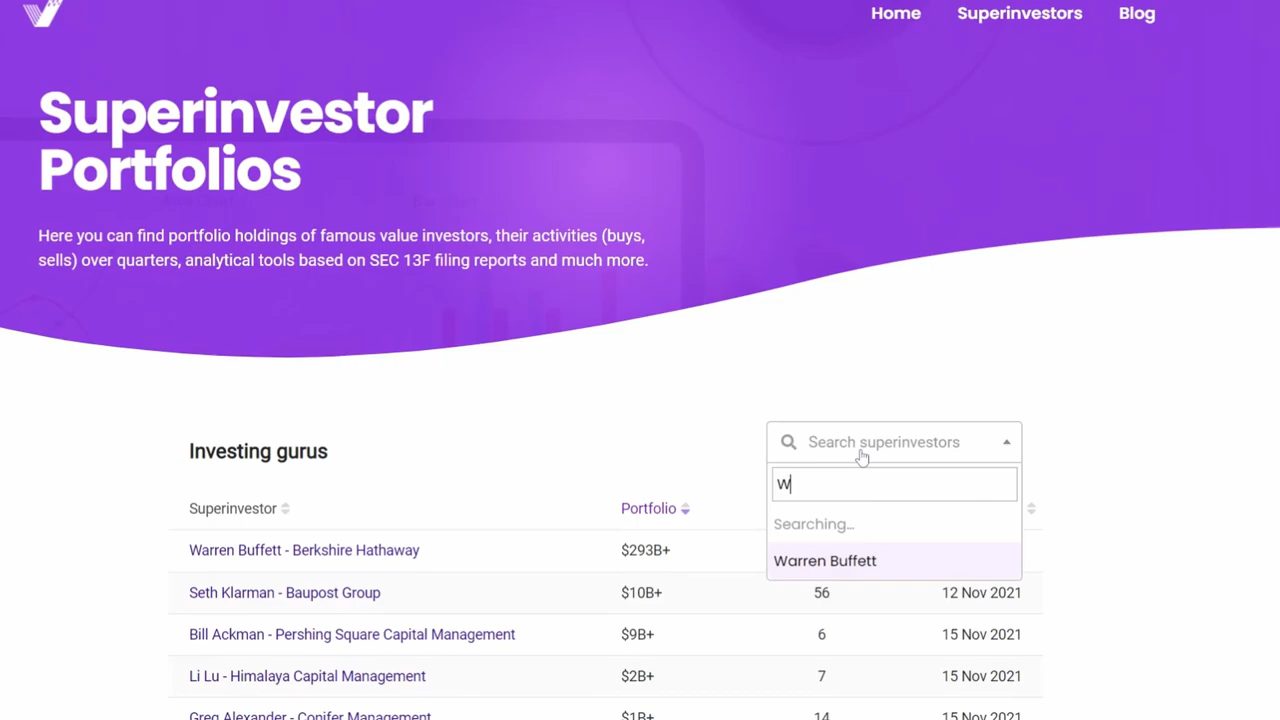 Home Superinvestors Blog
Superinvestor
Portfolios
Here you can find portfolio holdings of famous value investors, their activities (buys,
sells) over quarters, analytical tools based on SEC 13F filing reports and much more.
Investing gurus
Search superinvestors
W
Searching…
Warren Buffett
Superinvestor Portfolio
Warren Buffett - Berkshire Hathaway $293B+
Seth Klarman - Baupost Group $10B+ 56 12 Nov 2021
Bill Ackman - Pershing Square Capital Management $9B+ 6 15 Nov 2021
Li Lu - Himalaya Capital Management $2B+ 7 15 Nov 2021
Greg Alexander - Conifer Management $1B+ 14 15 Nov 2021